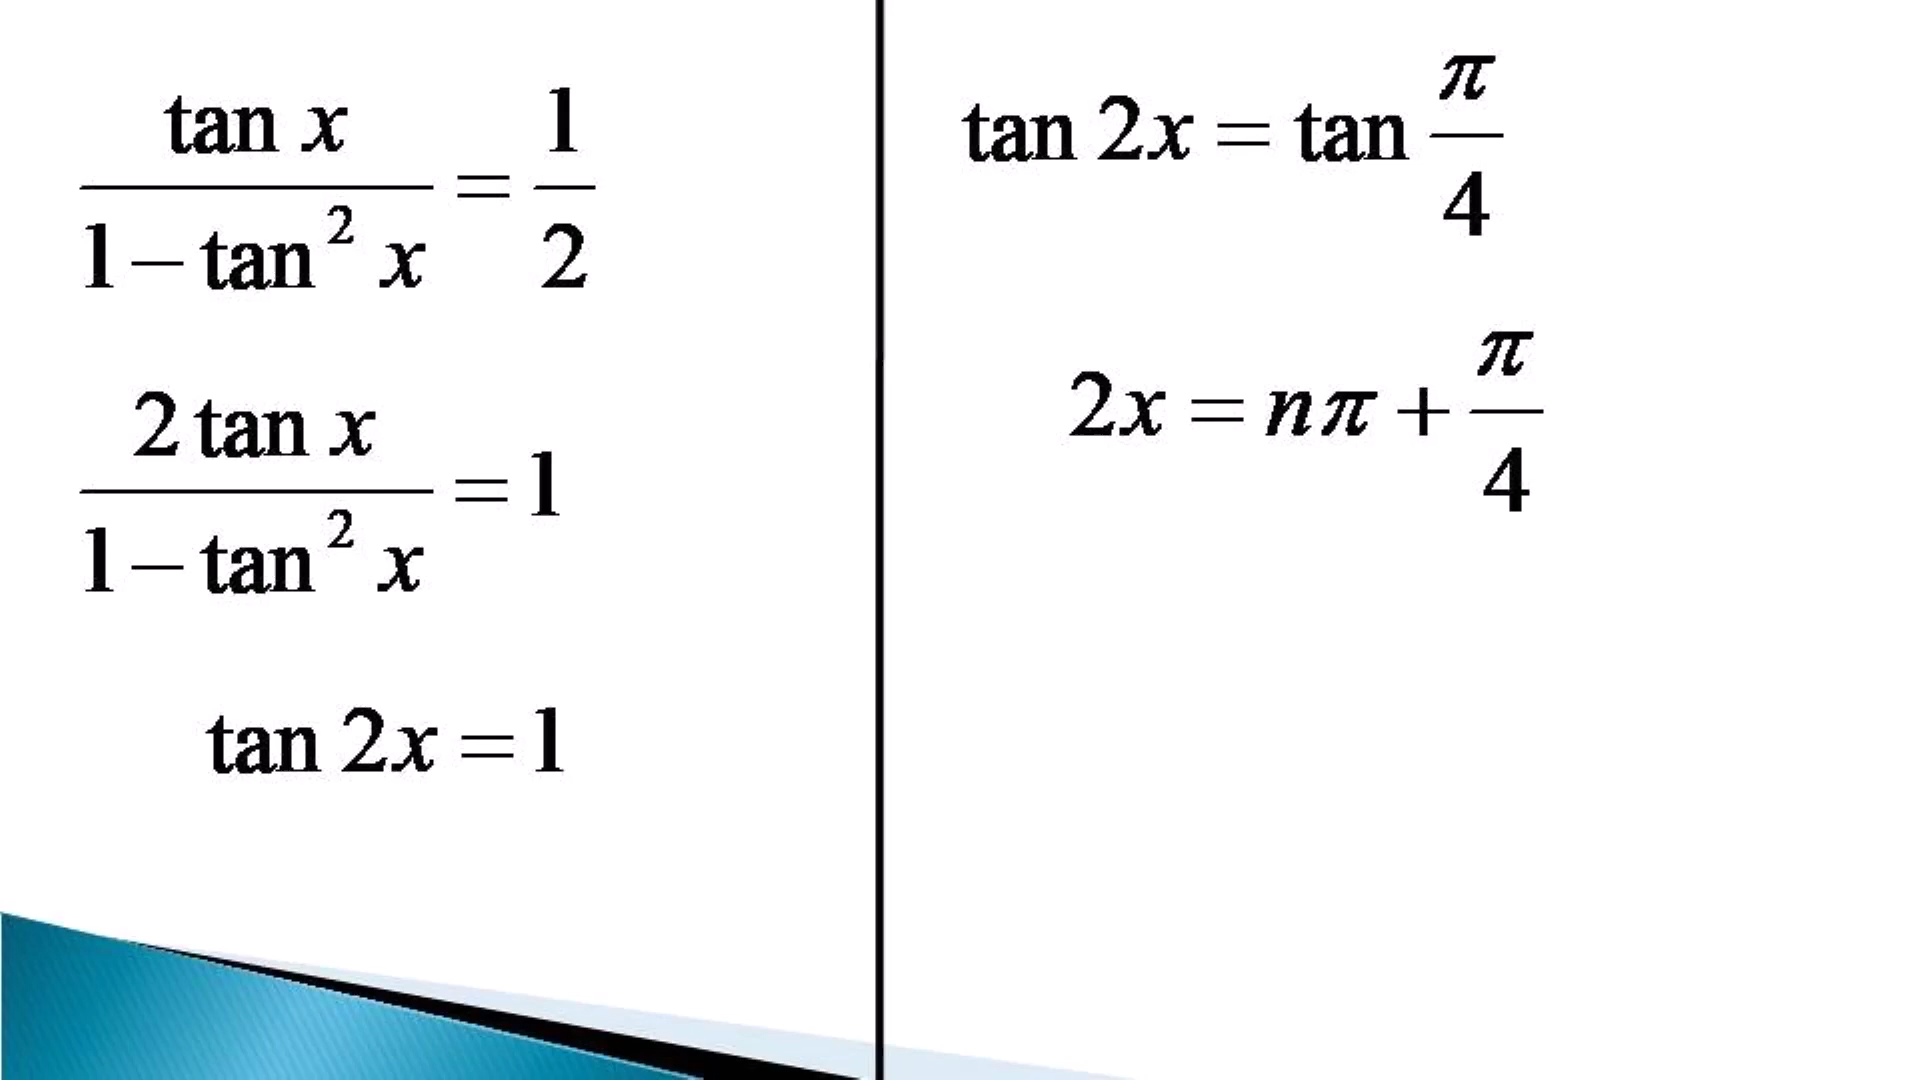 tan x / (1 − tan² x) = 1/2
2 tan x / (1 − tan² x) = 1
tan 2x = 1
tan 2x = tan π/4
2x = nπ + π/4